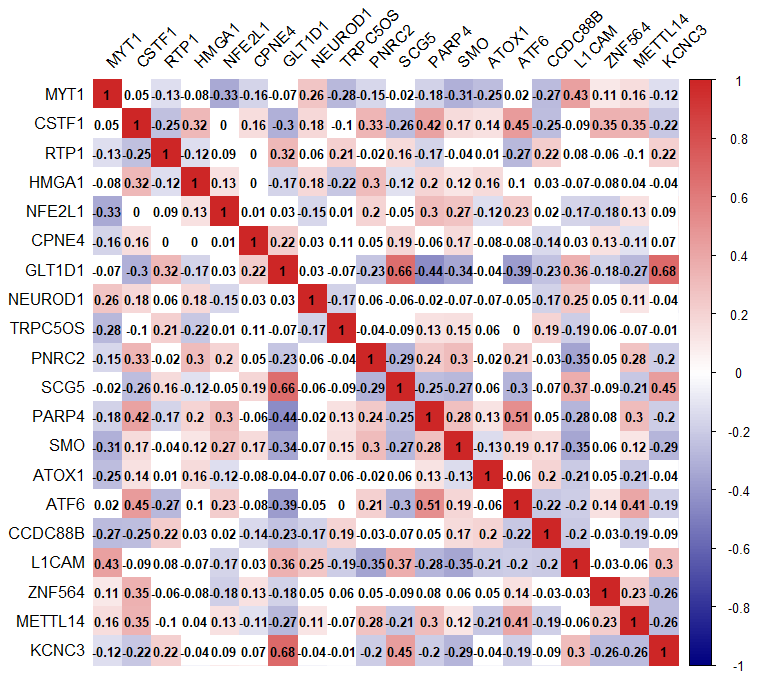 MYT1 CSTF1 RTP1 HMGA1 NFE2L1 CPNE4 GLT1D1 NEUROD1 TRPC5OS PNRC2 SCG5 PARP4 SMO ATOX1 ATF6 CCDC88B L1CAM ZNF564 METTL14 KCNC3
MYT1 1 0.05 -0.13 -0.08 -0.33 -0.16 -0.07 0.26 -0.28 -0.15 -0.02 -0.18 -0.31 -0.25 0.02 -0.27 0.43 0.11 0.16 -0.12
CSTF1 0.05 1 -0.25 0.32 0 0.16 -0.3 0.18 -0.1 0.33 -0.26 0.42 0.17 0.14 0.45 -0.25 -0.09 0.35 0.35 -0.22
RTP1 -0.13 -0.25 1 -0.12 0.09 0 0.32 0.06 0.21 -0.02 0.16 -0.17 -0.04 0.01 -0.27 0.22 0.08 -0.06 -0.1 0.22
HMGA1 -0.08 0.32 -0.12 1 0.13 0 -0.17 0.18 -0.22 0.3 -0.12 0.2 0.12 0.16 0.1 0.03 -0.07 -0.08 0.04 -0.04
NFE2L1 -0.33 0 0.09 0.13 1 0.01 0.03 -0.15 0.01 0.2 -0.05 0.3 0.27 -0.12 0.23 0.02 -0.17 -0.18 0.13 0.09
CPNE4 -0.16 0.16 0 0 0.01 1 0.22 0.03 0.11 0.05 0.19 -0.06 0.17 -0.08 -0.08 -0.14 0.03 0.13 -0.11 0.07
GLT1D1 -0.07 -0.3 0.32 -0.17 0.03 0.22 1 0.03 -0.07 -0.23 0.66 -0.44 -0.34 -0.04 -0.39 -0.23 0.36 -0.18 -0.27 0.68
NEUROD1 0.26 0.18 0.06 0.18 -0.15 0.03 0.03 1 -0.17 0.06 -0.06 -0.02 -0.07 -0.07 -0.05 -0.17 0.25 0.05 0.11 -0.04
TRPC5OS -0.28 -0.1 0.21 -0.22 0.01 0.11 -0.07 -0.17 1 -0.04 -0.09 0.13 0.15 0.06 0 0.19 -0.19 0.06 -0.07 -0.01
PNRC2 -0.15 0.33 -0.02 0.3 0.2 0.05 -0.23 0.06 -0.04 1 -0.29 0.24 0.3 -0.02 0.21 -0.03 -0.35 0.05 0.28 -0.2
SCG5 -0.02 -0.26 0.16 -0.12 -0.05 0.19 0.66 -0.06 -0.09 -0.29 1 -0.25 -0.27 0.06 -0.3 -0.07 0.37 -0.09 -0.21 0.45
PARP4 -0.18 0.42 -0.17 0.2 0.3 -0.06 -0.44 -0.02 0.13 0.24 -0.25 1 0.28 0.13 0.51 0.05 -0.28 0.08 0.3 -0.2
SMO -0.31 0.17 -0.04 0.12 0.27 0.17 -0.34 -0.07 0.15 0.3 -0.27 0.28 1 -0.13 0.19 0.17 -0.35 0.06 0.12 -0.29
ATOX1 -0.25 0.14 0.01 0.16 -0.12 -0.08 -0.04 -0.07 0.06 -0.02 0.06 0.13 -0.13 1 -0.06 0.2 -0.21 0.05 -0.21 -0.04
ATF6 0.02 0.45 -0.27 0.1 0.23 -0.08 -0.39 -0.05 0 0.21 -0.3 0.51 0.19 -0.06 1 -0.22 -0.2 0.14 0.41 -0.19
CCDC88B -0.27 -0.25 0.22 0.03 0.02 -0.14 -0.23 -0.17 0.19 -0.03 -0.07 0.05 0.17 0.2 -0.22 1 -0.2 -0.03 -0.19 -0.09
L1CAM 0.43 -0.09 0.08 -0.07 -0.17 0.03 0.36 0.25 -0.19 -0.35 0.37 -0.28 -0.35 -0.21 -0.2 -0.2 1 -0.03 -0.06 0.3
ZNF564 0.11 0.35 -0.06 -0.08 -0.18 0.13 -0.18 0.05 0.06 0.05 -0.09 0.08 0.06 0.05 0.14 -0.03 -0.03 1 0.23 -0.26
METTL14 0.16 0.35 -0.1 0.04 0.13 -0.11 -0.27 0.11 -0.07 0.28 -0.21 0.3 0.12 -0.21 0.41 -0.19 -0.06 0.23 1 -0.26
KCNC3 -0.12 -0.22 0.22 -0.04 0.09 0.07 0.68 -0.04 -0.01 -0.2 0.45 -0.2 -0.29 -0.04 -0.19 -0.09 0.3 -0.26 -0.26 1
1
0.8
0.6
0.4
0.2
0
-0.2
-0.4
-0.6
-0.8
-1